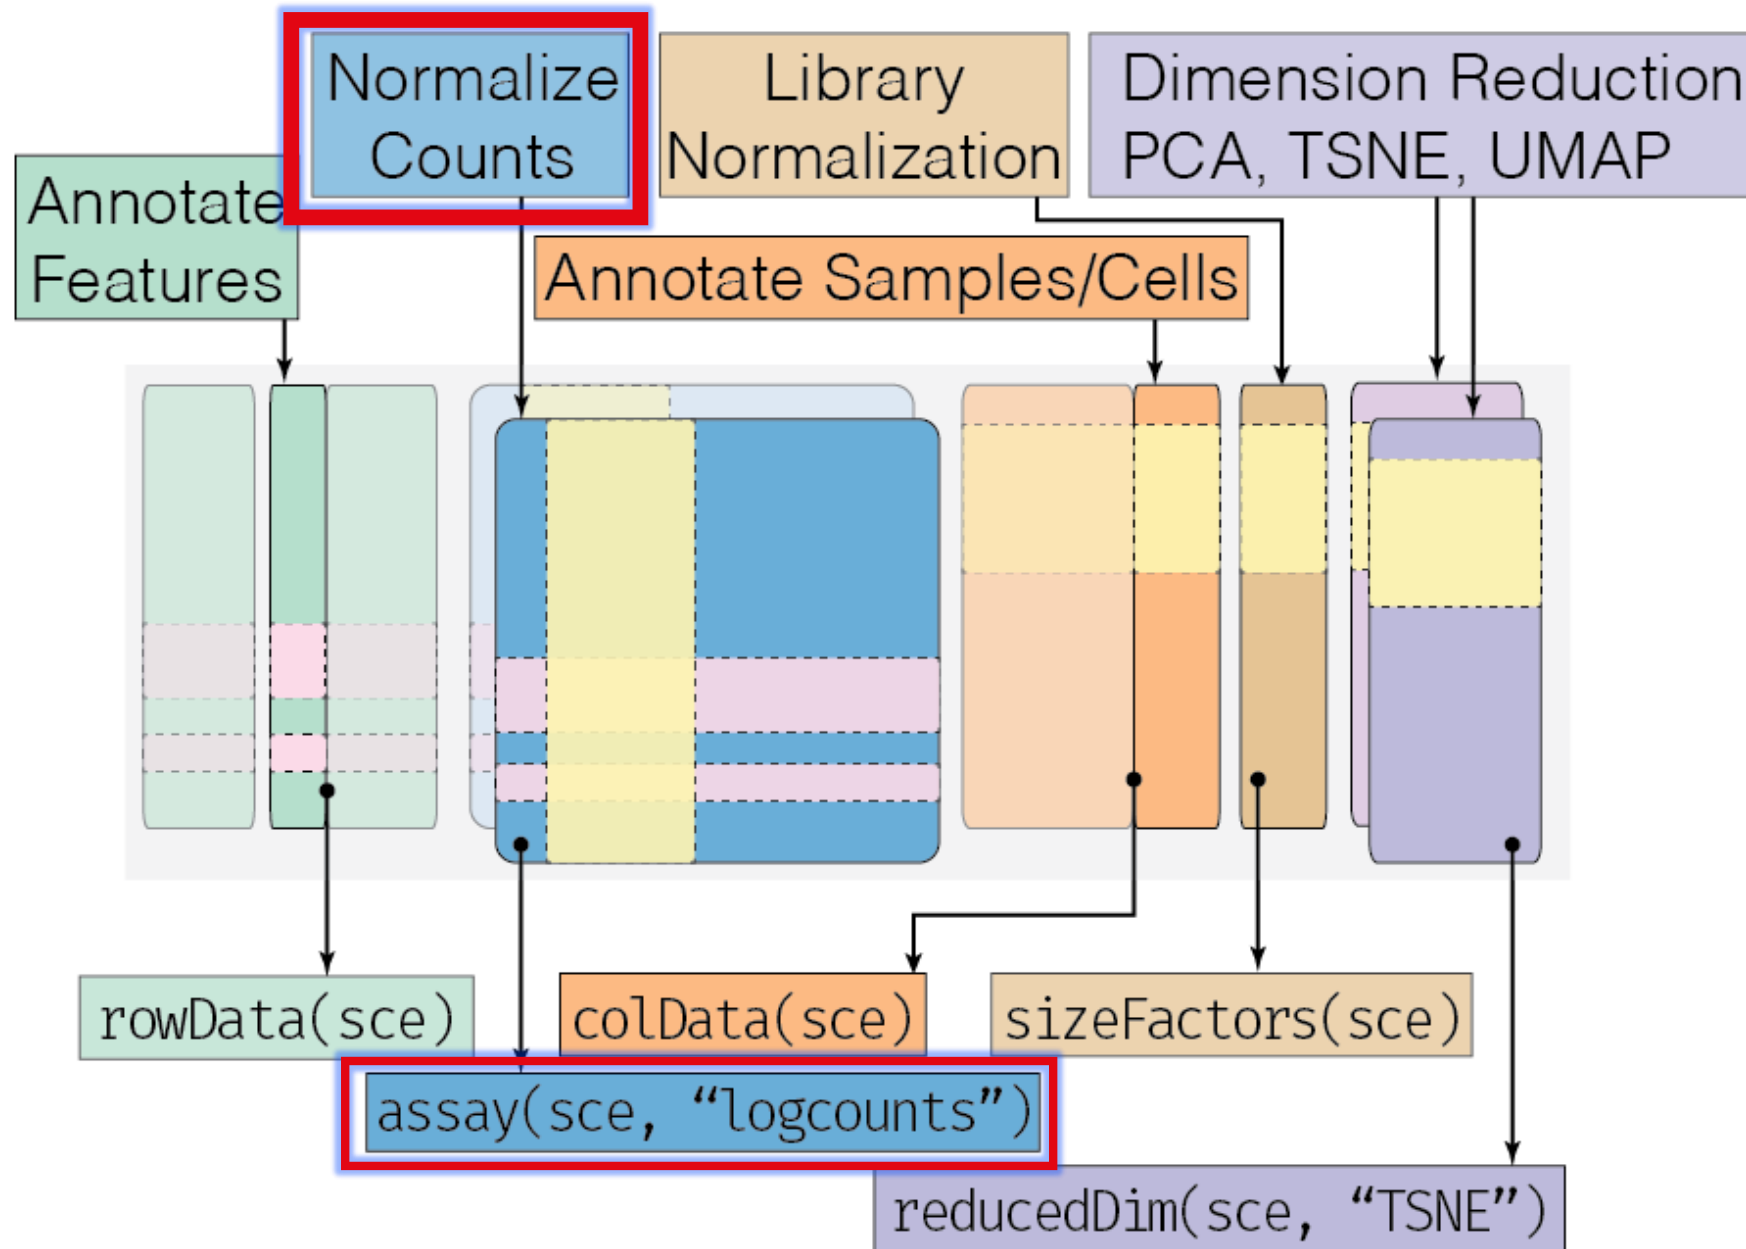 Normalize
Counts
Library
Normalization
Dimension Reduction
PCA, TSNE, UMAP
Annotate
Features
Annotate Samples/Cells
rowData(sce)
colData(sce)
sizeFactors(sce)
assay(sce, “logcounts”)
reducedDim(sce, “TSNE”)